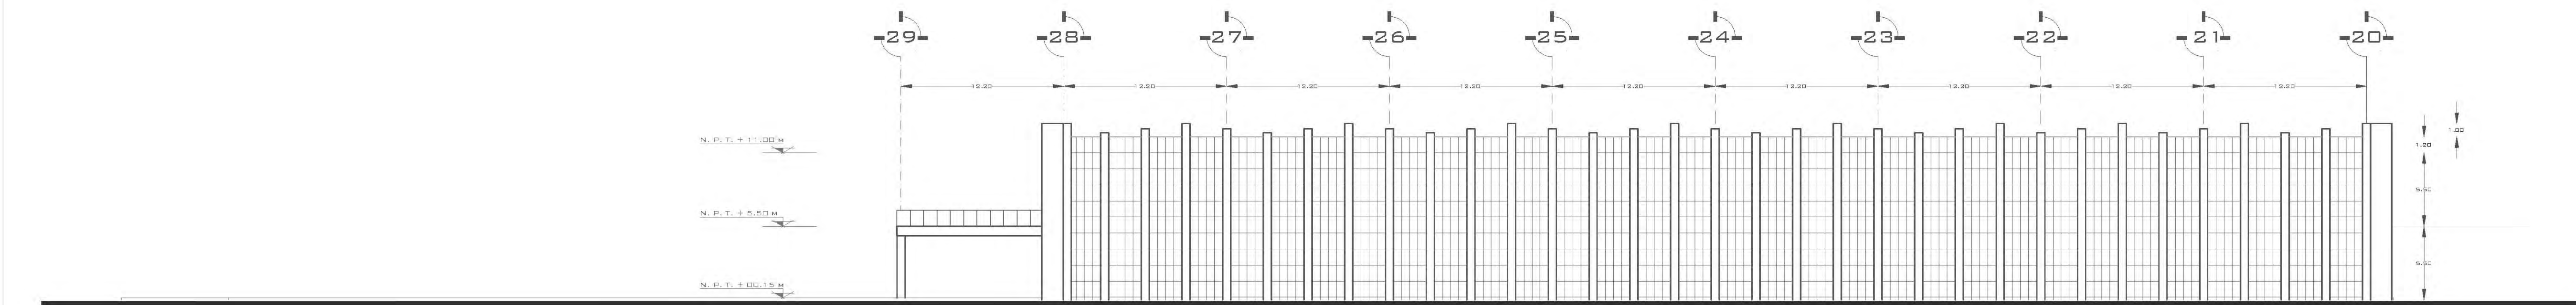 29 28 27 26 25 24 23 22 21 20
12.20 12.20 12.20 12.20 12.20 12.20 12.20 12.20 12.20
1.00
N. P. T. + 11.00 M
1.20
5.50
N. P. T. + 5.50 M
5.50
N. P. T. + 00.15 M